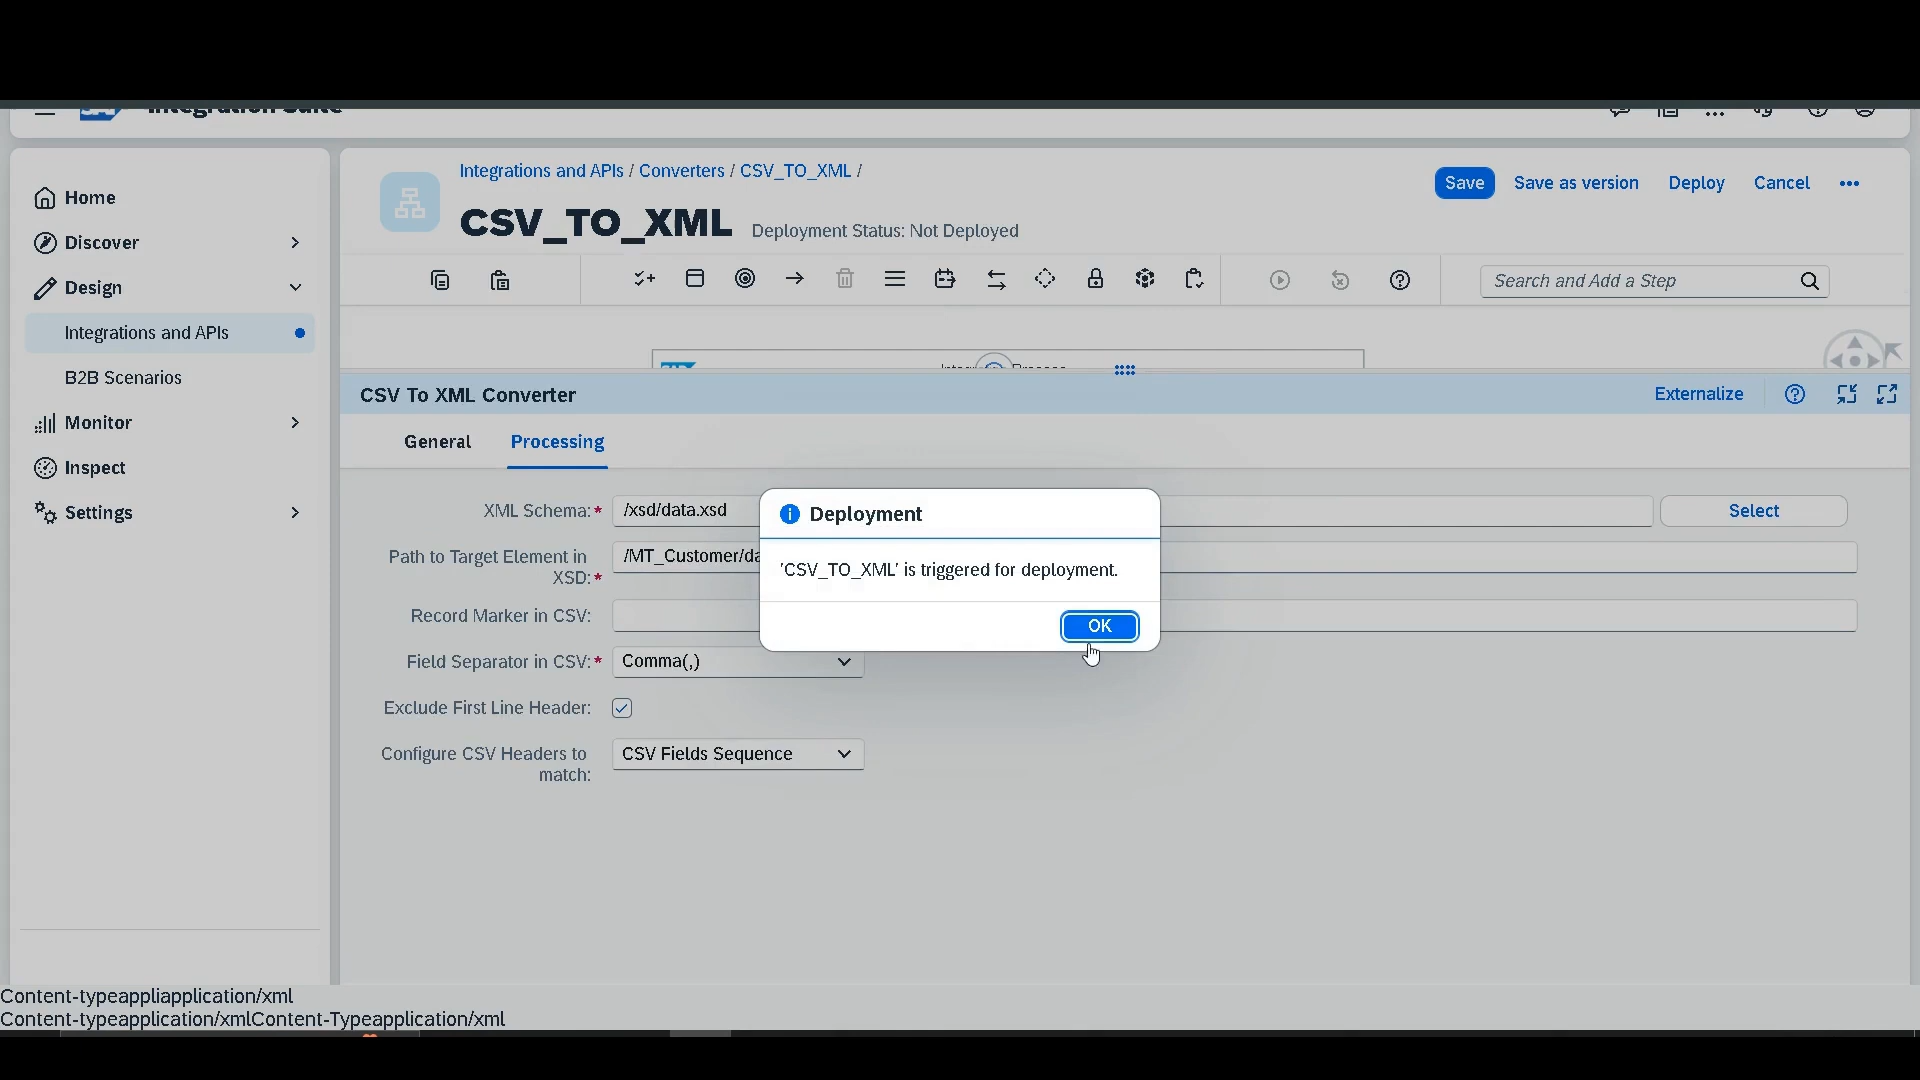 Integration Suite
Home
Discover
Design
Integrations and APIs
B2B Scenarios
Monitor
Inspect
Settings
Integrations and APIs / Converters / CSV_TO_XML /
CSV_TO_XML
Deployment Status: Not Deployed
Save
Save as version
Deploy
Cancel
Search and Add a Step
CSV To XML Converter
Externalize
General
Processing
XML Schema:*
/xsd/data.xsd
Select
Path to Target Element in
XSD:*
/MT_Customer/da
Record Marker in CSV:
Field Separator in CSV:*
Comma(,)
Exclude First Line Header:
Configure CSV Headers to
match:
CSV Fields Sequence
Deployment
'CSV_TO_XML' is triggered for deployment.
OK
Content-typeappliapplication/xml
Content-typeapplication/xmlContent-Typeapplication/xml